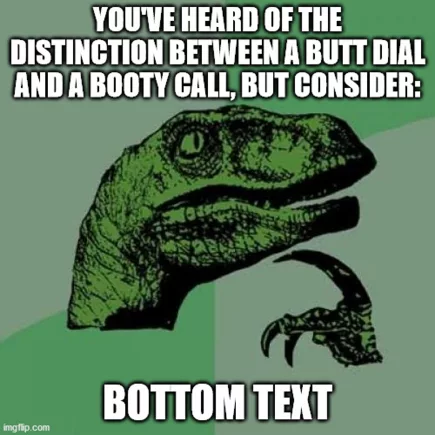 YOU'VE HEARD OF THE
DISTINCTION BETWEEN A BUTT DIAL
AND A BOOTY CALL, BUT CONSIDER:
BOTTOM TEXT
imgflip.com